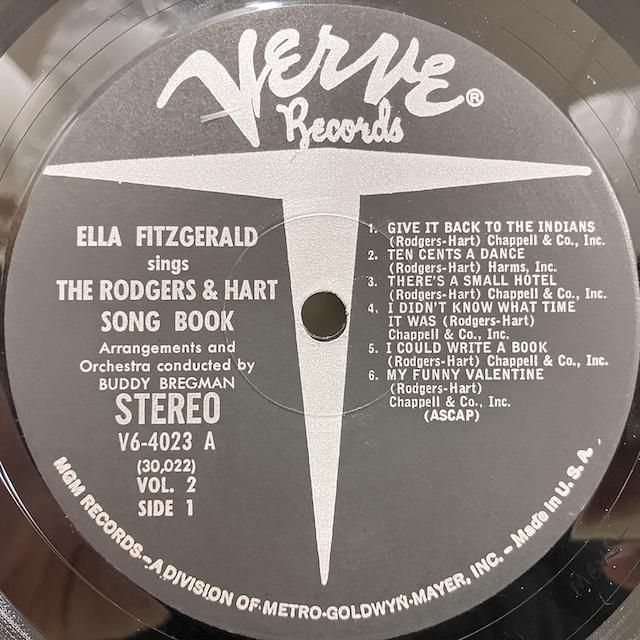 Verve®
Records
ELLA FITZGERALD
sings
THE RODGERS & HART
SONG BOOK
Arrangements and
Orchestra conducted by
BUDDY BREGMAN
STEREO
V6-4023 A
(30,022)
VOL. 2
SIDE 1
1. GIVE IT BACK TO THE INDIANS
(Rodgers-Hart) Chappell & Co., Inc.
2. TEN CENTS A DANCE
(Rodgers-Hart) Harms, Inc.
3. THERE'S A SMALL HOTEL
(Rodgers-Hart) Chappell & Co., Inc.
4. I DIDN'T KNOW WHAT TIME
IT WAS (Rodgers-Hart)
Chappell & Co., Inc.
5. I COULD WRITE A BOOK
(Rodgers-Hart) Chappell & Co., Inc.
6. MY FUNNY VALENTINE
(Rodgers-Hart)
Chappell & Co., Inc.
(ASCAP)
MGM RECORDS—A DIVISION OF METRO-GOLDWYN-MAYER, INC. – Made in U. S. A.